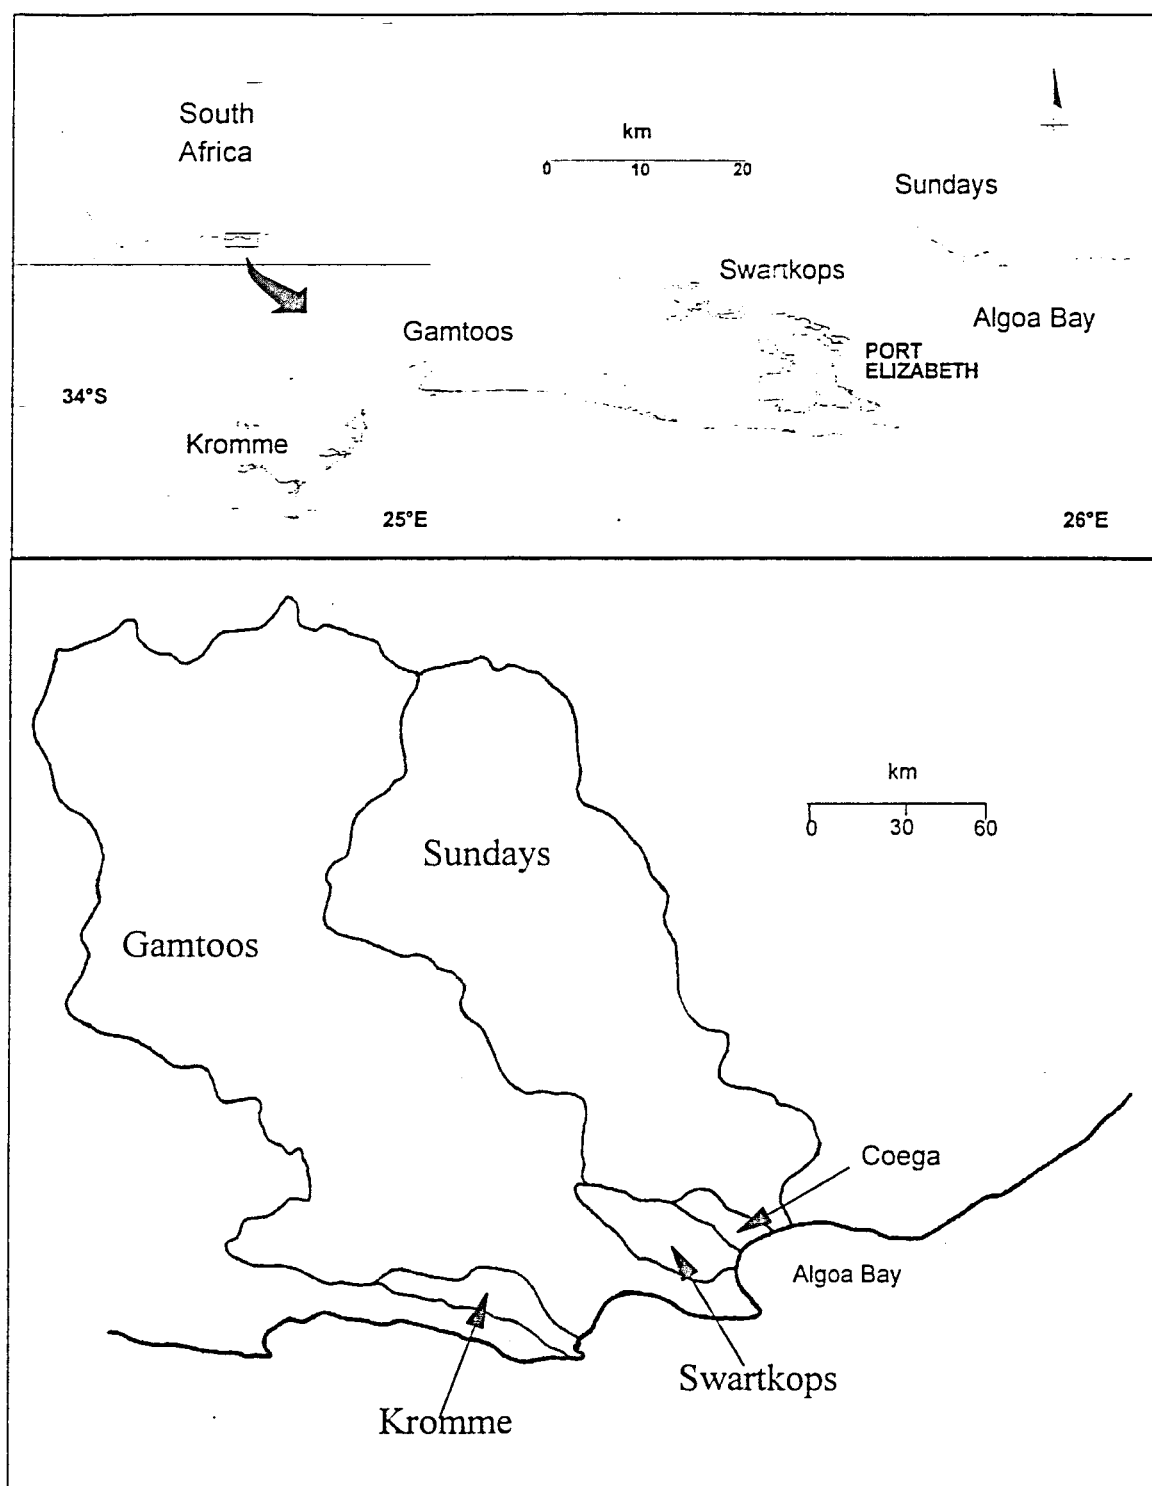 South
Africa
km
0 10 20
Sundays
Swartkops
Gamtoos
Algoa Bay
PORT
ELIZABETH
34°S
Kromme
25°E
26°E
km
0 30 60
Sundays
Gamtoos
Coega
Algoa Bay
Swartkops
Kromme